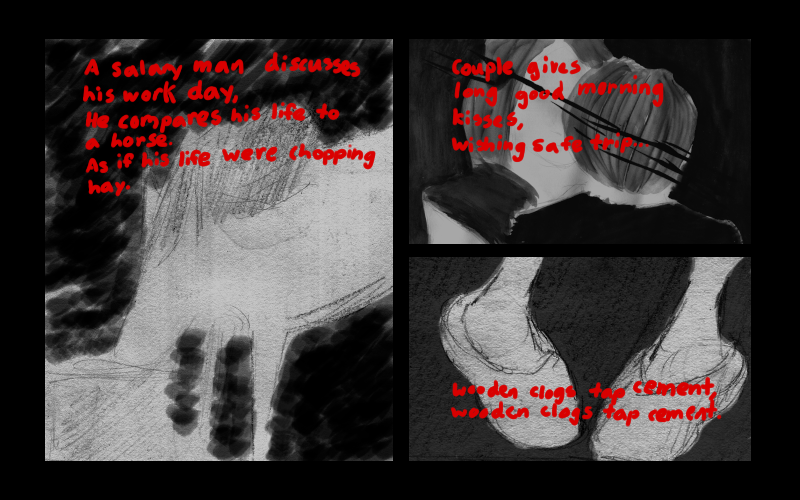 A salary man discusses
his work day,
He compares his life to
a horse.
As if his life were chopping
hay.
Couple gives
long good morning
kisses,
wishing safe trip...
wooden clogs tap cement,
wooden clogs tap cement.